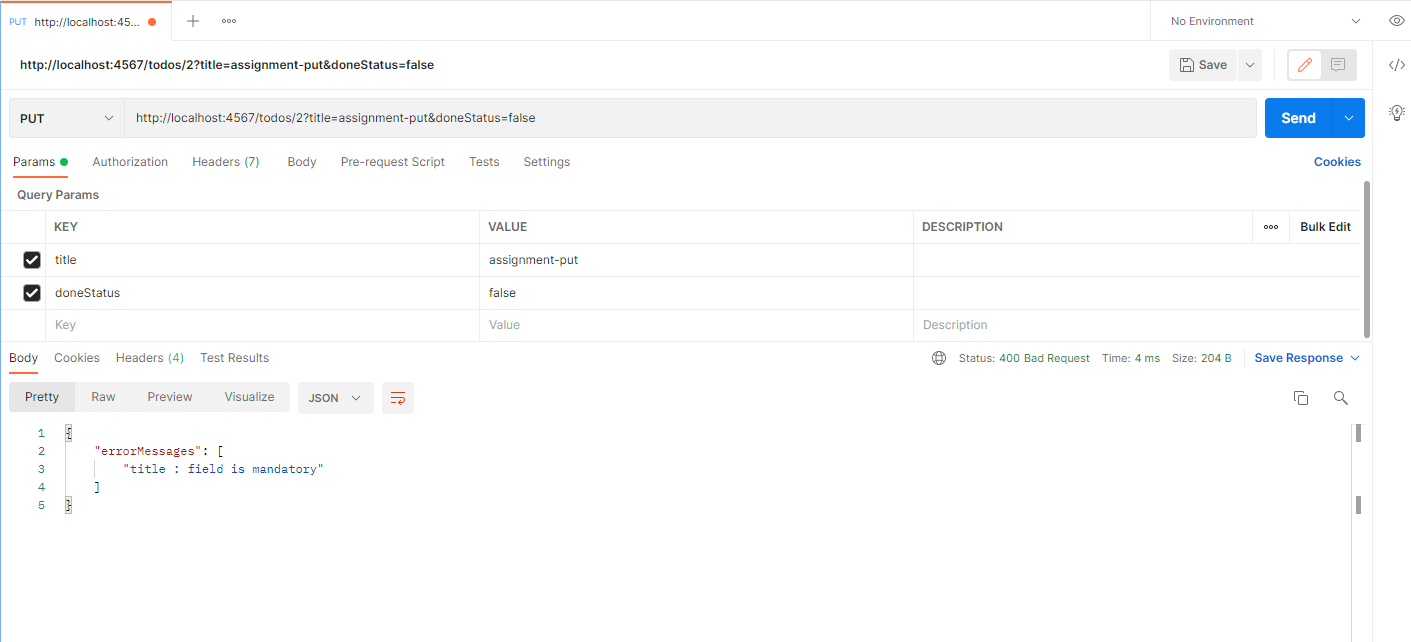 PUT http://localhost:45...
No Environment
http://localhost:4567/todos/2?title=assignment-put&doneStatus=false
Save
PUT
http://localhost:4567/todos/2?title=assignment-put&doneStatus=false
Send
Params Authorization Headers (7) Body Pre-request Script Tests Settings Cookies
Query Params
KEY VALUE DESCRIPTION Bulk Edit
title assignment-put
doneStatus false
Key Value Description
Body Cookies Headers (4) Test Results Status: 400 Bad Request Time: 4 ms Size: 204 B Save Response
Pretty Raw Preview Visualize JSON
1 {
2 "errorMessages": [
3 "title : field is mandatory"
4 ]
5 }